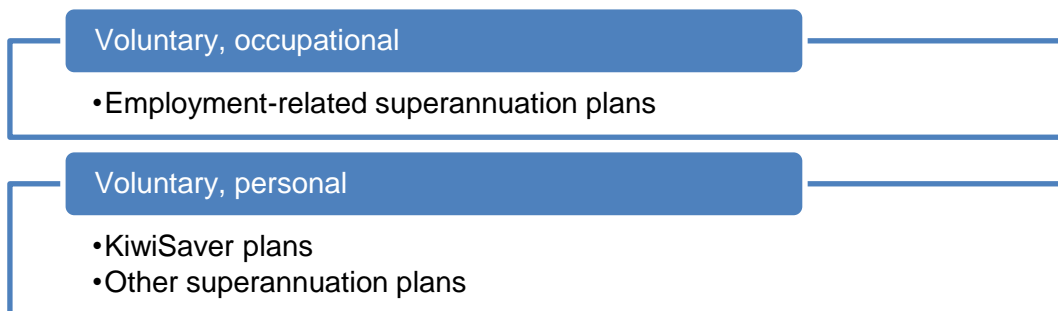 Voluntary, occupational
•Employment-related superannuation plans
Voluntary, personal
•KiwiSaver plans
•Other superannuation plans